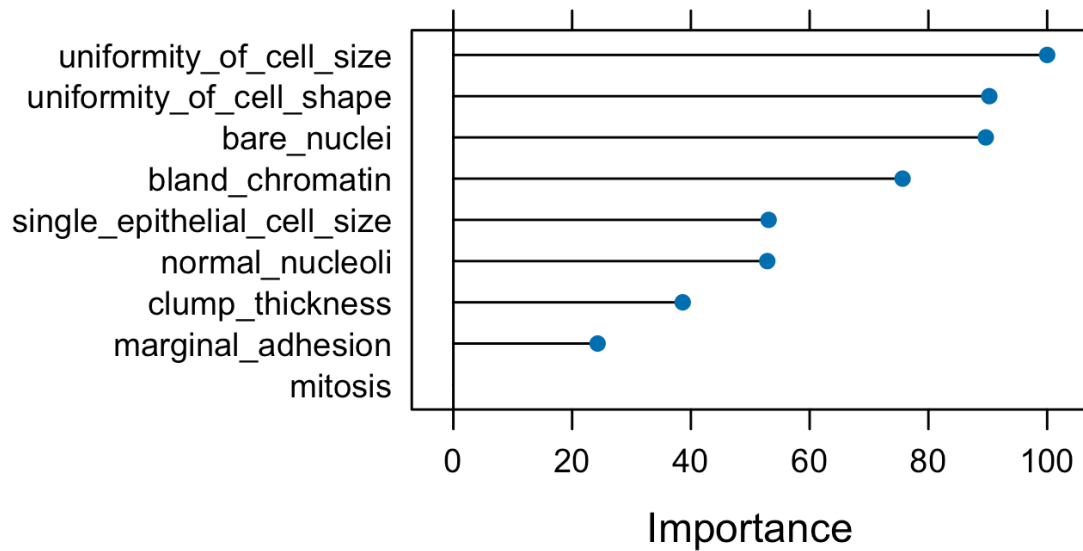 uniformity_of_cell_size
uniformity_of_cell_shape
bare_nuclei
bland_chromatin
single_epithelial_cell_size
normal_nucleoli
clump_thickness
marginal_adhesion
mitosis
0 20 40 60 80 100
Importance